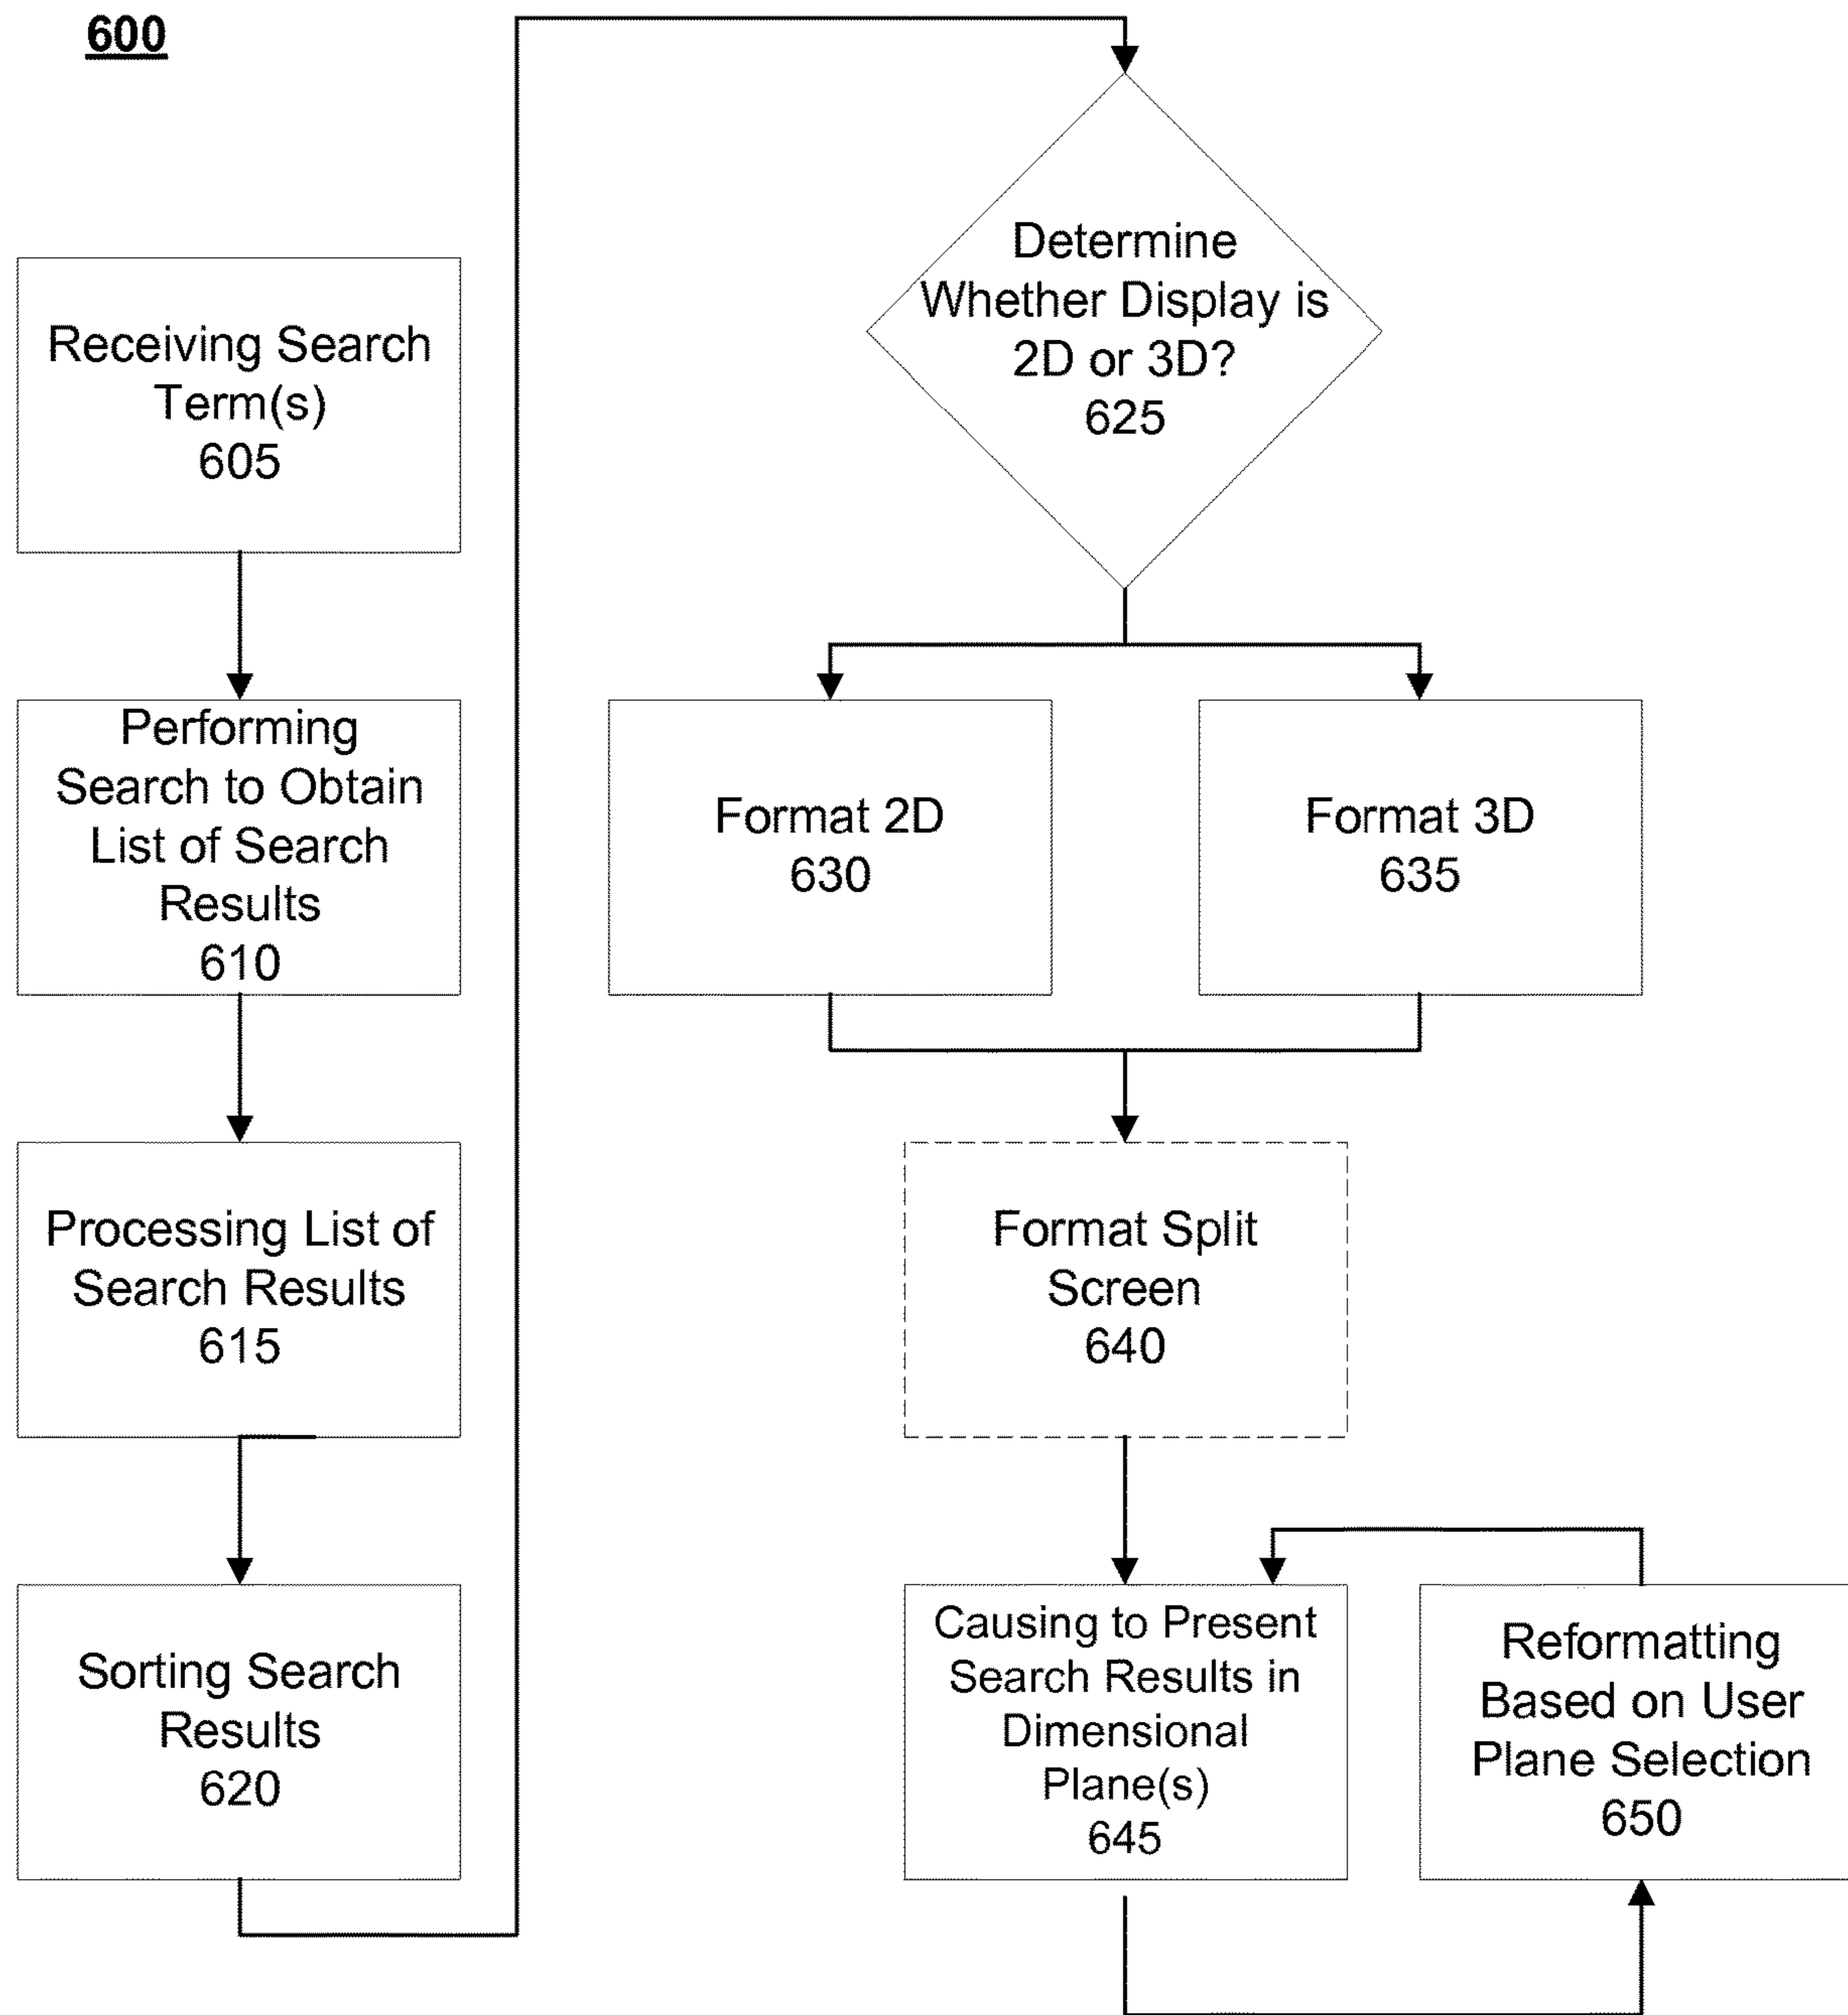 600
Receiving Search
Term(s)
605
Performing
Search to Obtain
List of Search
Results
610
Processing List of
Search Results
615
Sorting Search
Results
620
Determine
Whether Display is
2D or 3D?
625
Format 2D
630
Format 3D
635
Format Split
Screen
640
Causing to Present
Search Results in
Dimensional
Plane(s)
645
Reformatting
Based on User
Plane Selection
650